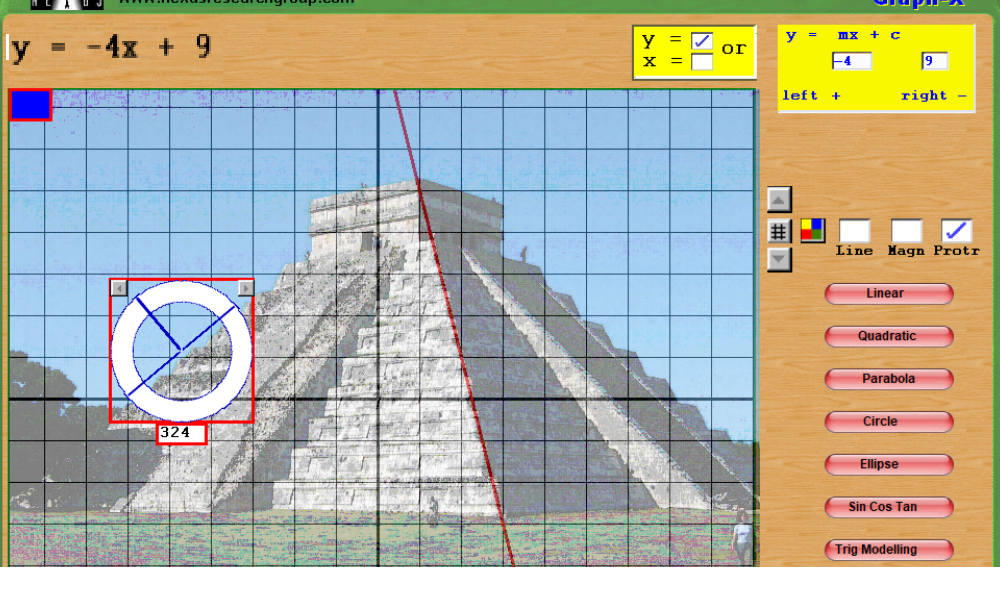 www.nexusresearchgroup.com
Graph-X
y = -4x + 9
y = or
x =
y = mx + c
-4 9
left + right -
#
Line Magn Protr
324
Linear
Quadratic
Parabola
Circle
Ellipse
Sin Cos Tan
Trig Modelling